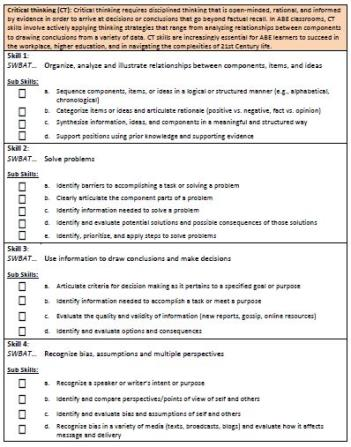 Critical thinking (CT): Critical thinking requires disciplined thought that is open-minded, rational, and informed
by evidence in order to arrive at decisions or conclusions that go beyond factual recall. In ABE classrooms, CT
skills involve actively applying thinking strategies that range from analyzing relationships between components
to drawing conclusions from a variety of data. CT skills are increasingly essential for ABE learners to succeed in
the workplace, higher education, and in navigating the complexities of 21st Century life.
Skill 1:
SWBAT... Organize, analyze and illustrate relationships between components, items, and ideas
Sub Skills:
a. Sequence components, items, or ideas in a logical or structured manner (e.g., alphabetical,
chronological)
b. Categorize items or ideas and articulate rationale (positive vs. negative, fact vs. opinion)
c. Synthesize information, ideas, and components in a meaningful and structured way
d. Support positions using prior knowledge and supporting evidence
Skill 2:
SWBAT... Solve problems
Sub Skills:
a. Identify barriers to accomplishing a task or solving a problem
b. Clearly articulate the component parts of a problem
c. Identify information needed to solve a problem
d. Identify and evaluate potential solutions and possible consequences of those solutions
e. Identify, prioritize, and apply steps to solve problems
Skill 3:
SWBAT... Use information to draw conclusions and make decisions
Sub Skills:
a. Articulate criteria for decision making as it pertains to a specified goal or purpose
b. Identify information needed to accomplish a task or meet a purpose
c. Evaluate the quality and validity of information (new reports, gossip, online resources)
d. Identify and evaluate options and consequences
Skill 4:
SWBAT... Recognize bias, assumptions and multiple perspectives
Sub Skills:
a. Recognize a speaker or writer's intent or purpose
b. Identify and compare perspectives/points of view of self and others
c. Identify and evaluate bias and assumptions of self and others
d. Recognize bias in a variety of media (texts, broadcasts, blogs) and evaluate how it affects
message and delivery